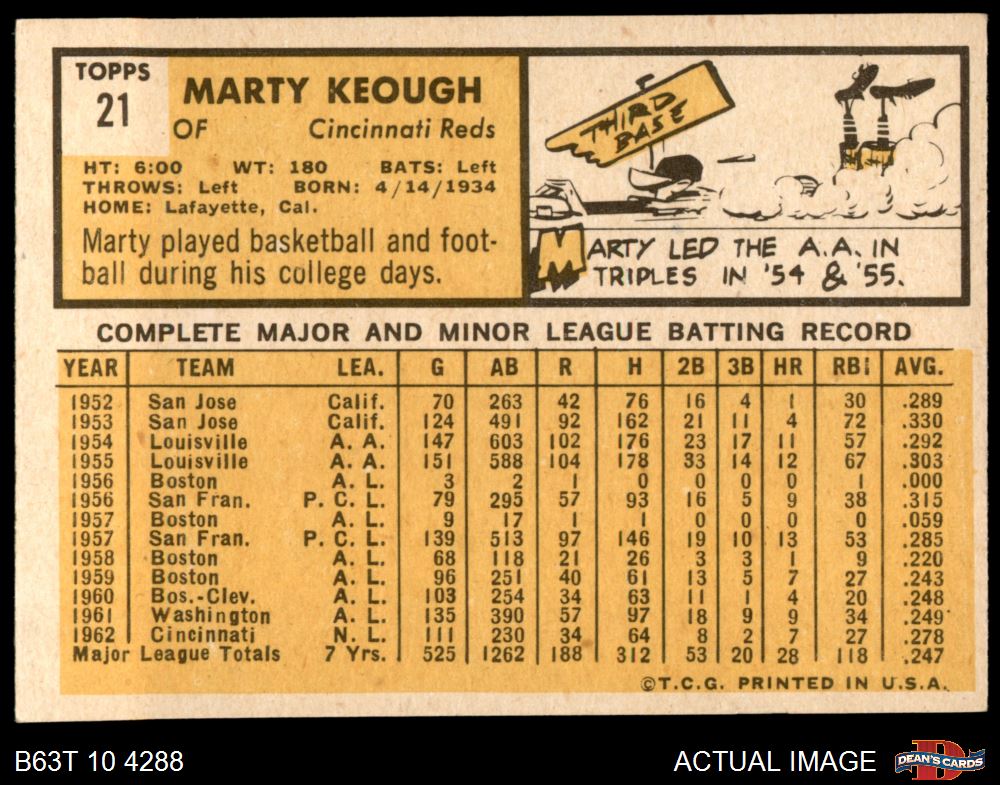 TOPPS
21
MARTY KEOUGH
OF Cincinnati Reds
HT: 6:00 WT: 180 BATS: Left
THROWS: Left BORN: 4/14/1934
HOME: Lafayette, Cal.
Marty played basketball and foot-
ball during his college days.
THIRD
BASE
MARTY LED THE A.A. IN
TRIPLES IN '54 & '55.
COMPLETE MAJOR AND MINOR LEAGUE BATTING RECORD
YEAR TEAM LEA. G AB R H 2B 3B HR RBI AVG.
1952 San Jose Calif. 70 263 42 76 16 4 1 30 .289
1953 San Jose Calif. 124 491 92 162 21 11 4 72 .330
1954 Louisville A. A. 147 603 102 176 23 17 11 57 .292
1955 Louisville A. A. 151 588 104 178 33 14 12 67 .303
1956 Boston A. L. 3 2 1 0 0 0 0 1 .000
1956 San Fran. P. C. L. 79 295 57 93 16 5 9 38 .315
1957 Boston A. L. 9 17 1 1 0 0 0 0 .059
1957 San Fran. P. C. L. 139 513 97 146 19 10 13 53 .285
1958 Boston A. L. 68 118 21 26 3 3 1 9 .220
1959 Boston A. L. 96 251 40 61 13 5 7 27 .243
1960 Bos.-Clev. A. L. 103 254 34 63 11 1 4 20 .248
1961 Washington A. L. 135 390 57 97 18 9 9 34 .249
1962 Cincinnati N. L. 111 230 34 64 8 2 7 27 .278
Major League Totals 7 Yrs. 525 1262 188 312 53 20 28 118 .247
©T.C.G. PRINTED IN U.S.A.
B63T 10 4288 ACTUAL IMAGE DEAN'S CARDS